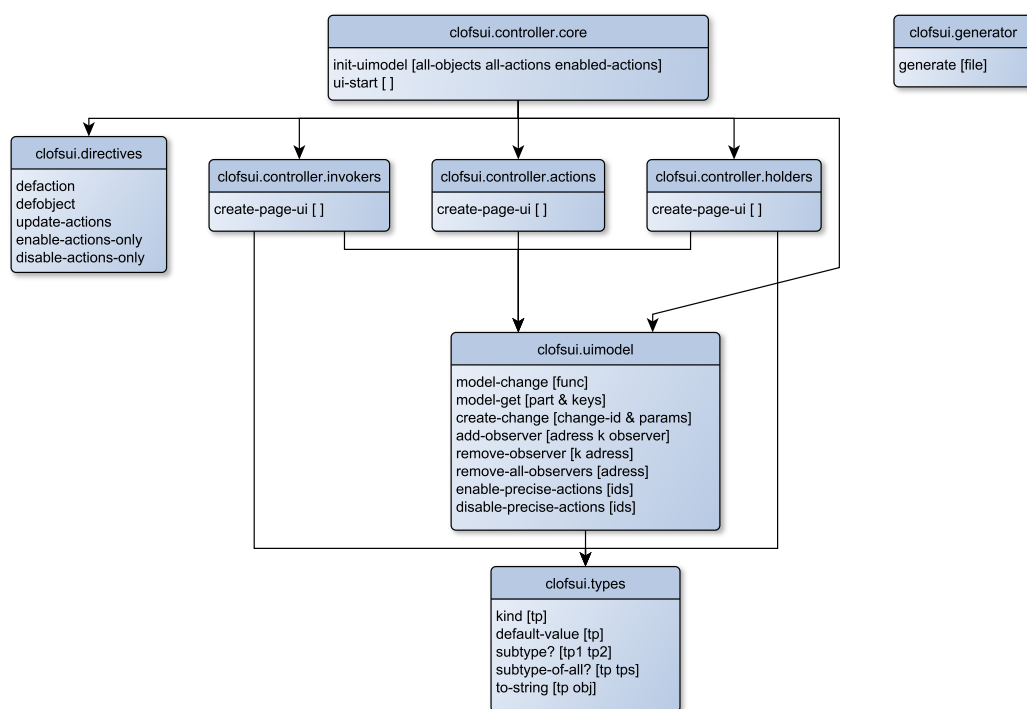 clofsui.controller.core
init-uimodel [all-objects all-actions enabled-actions]
ui-start [ ]
clofsui.generator
generate [file]
clofsui.directives
defaction
defobject
update-actions
enable-actions-only
disable-actions-only
clofsui.controller.invokers
create-page-ui [ ]
clofsui.controller.actions
create-page-ui [ ]
clofsui.controller.holders
create-page-ui [ ]
clofsui.uimodel
model-change [func]
model-get [part & keys]
create-change [change-id & params]
add-observer [adress k observer]
remove-observer [k adress]
remove-all-observers [adress]
enable-precise-actions [ids]
disable-precise-actions [ids]
clofsui.types
kind [tp]
default-value [tp]
subtype? [tp1 tp2]
subtype-of-all? [tp tps]
to-string [tp obj]